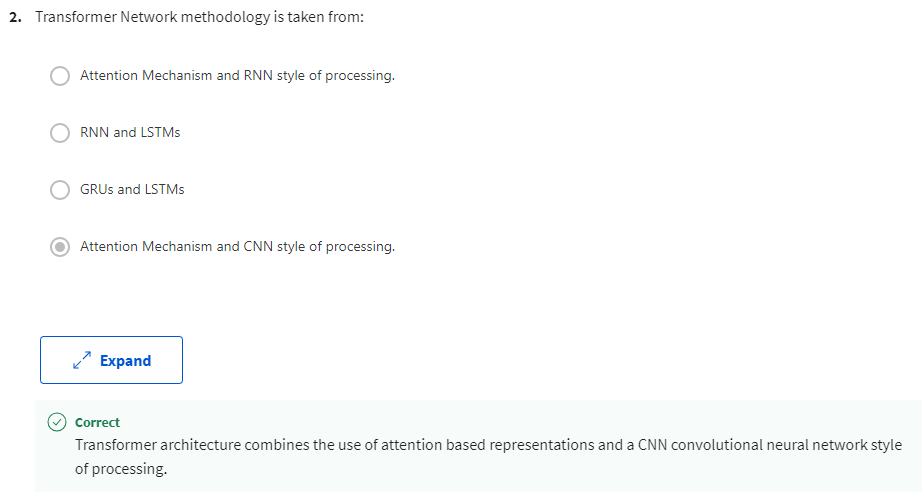 2. Transformer Network methodology is taken from:
Attention Mechanism and RNN style of processing.
RNN and LSTMs
GRUs and LSTMs
Attention Mechanism and CNN style of processing.
Expand
Correct
Transformer architecture combines the use of attention based representations and a CNN convolutional neural network style
of processing.